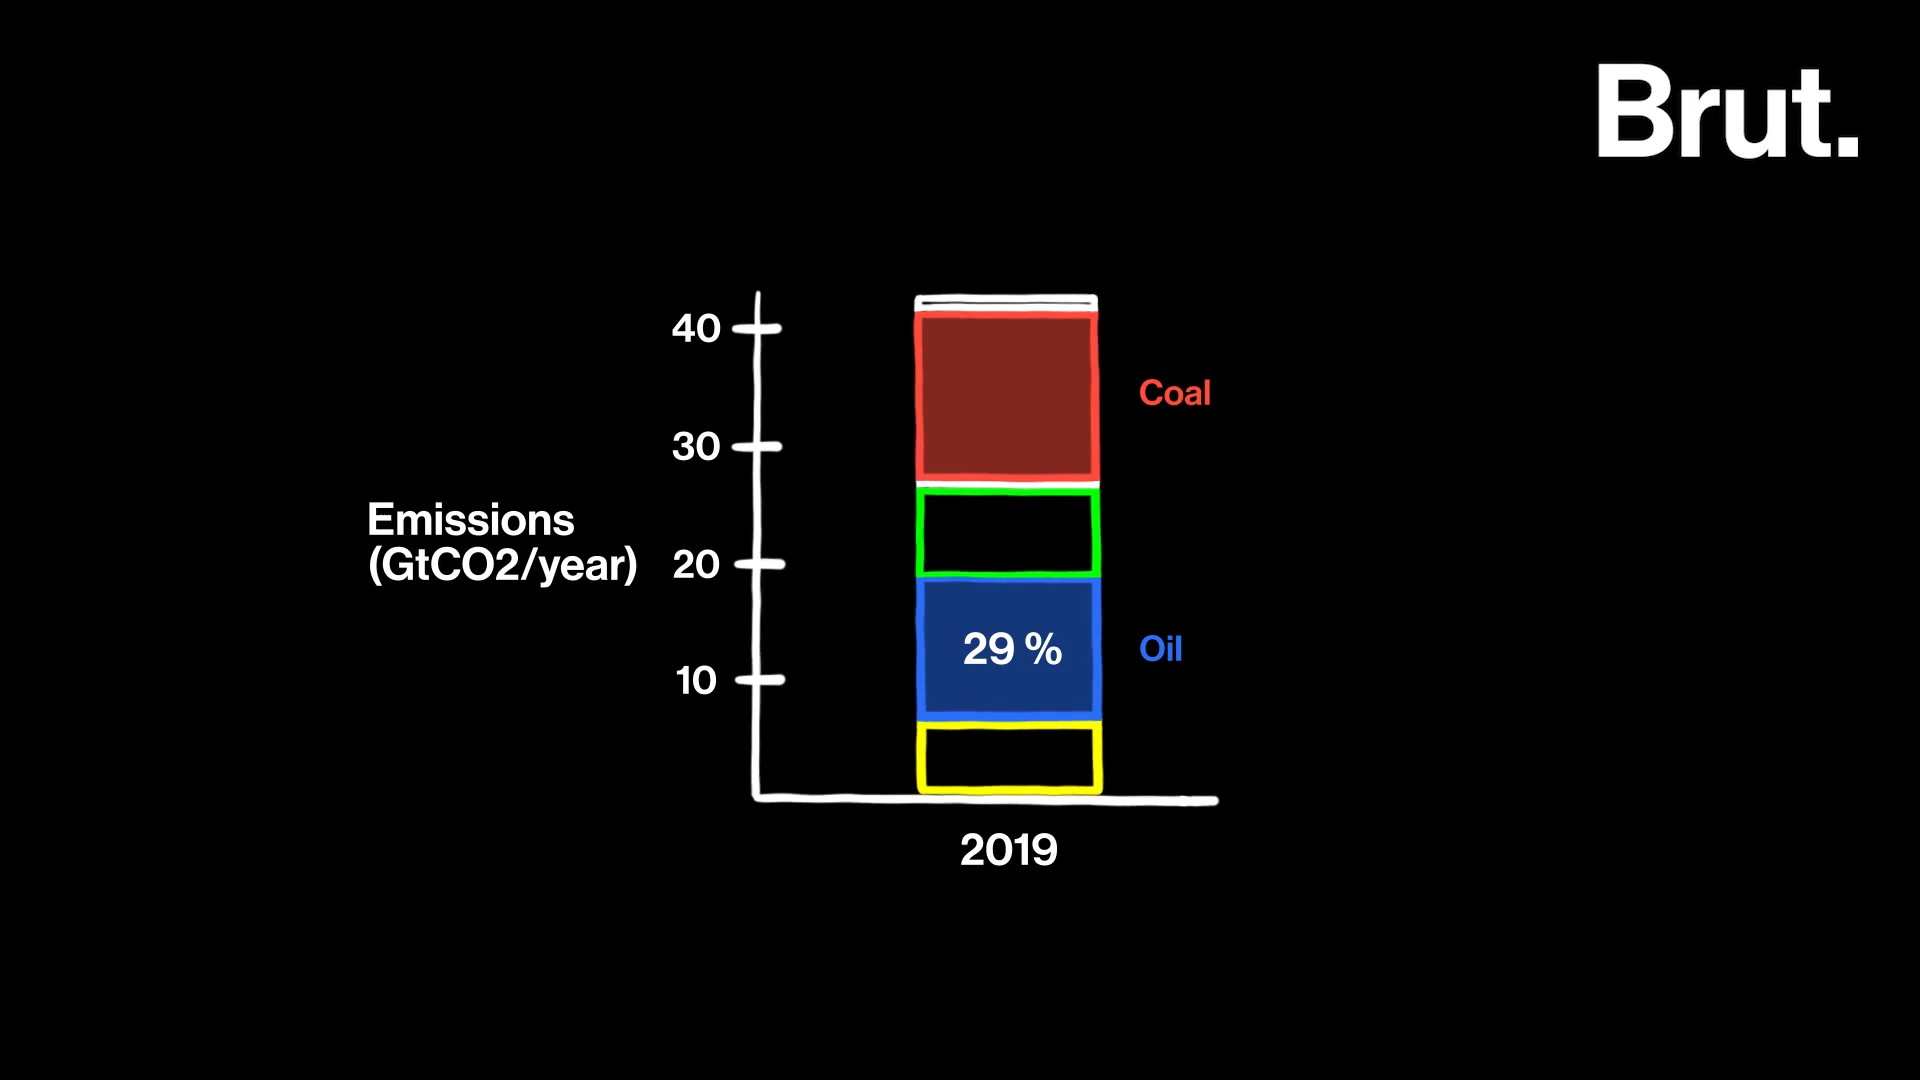 Brut.
40
Coal
30
Emissions
(GtCO2/year)
20
29 %
Oil
10
2019